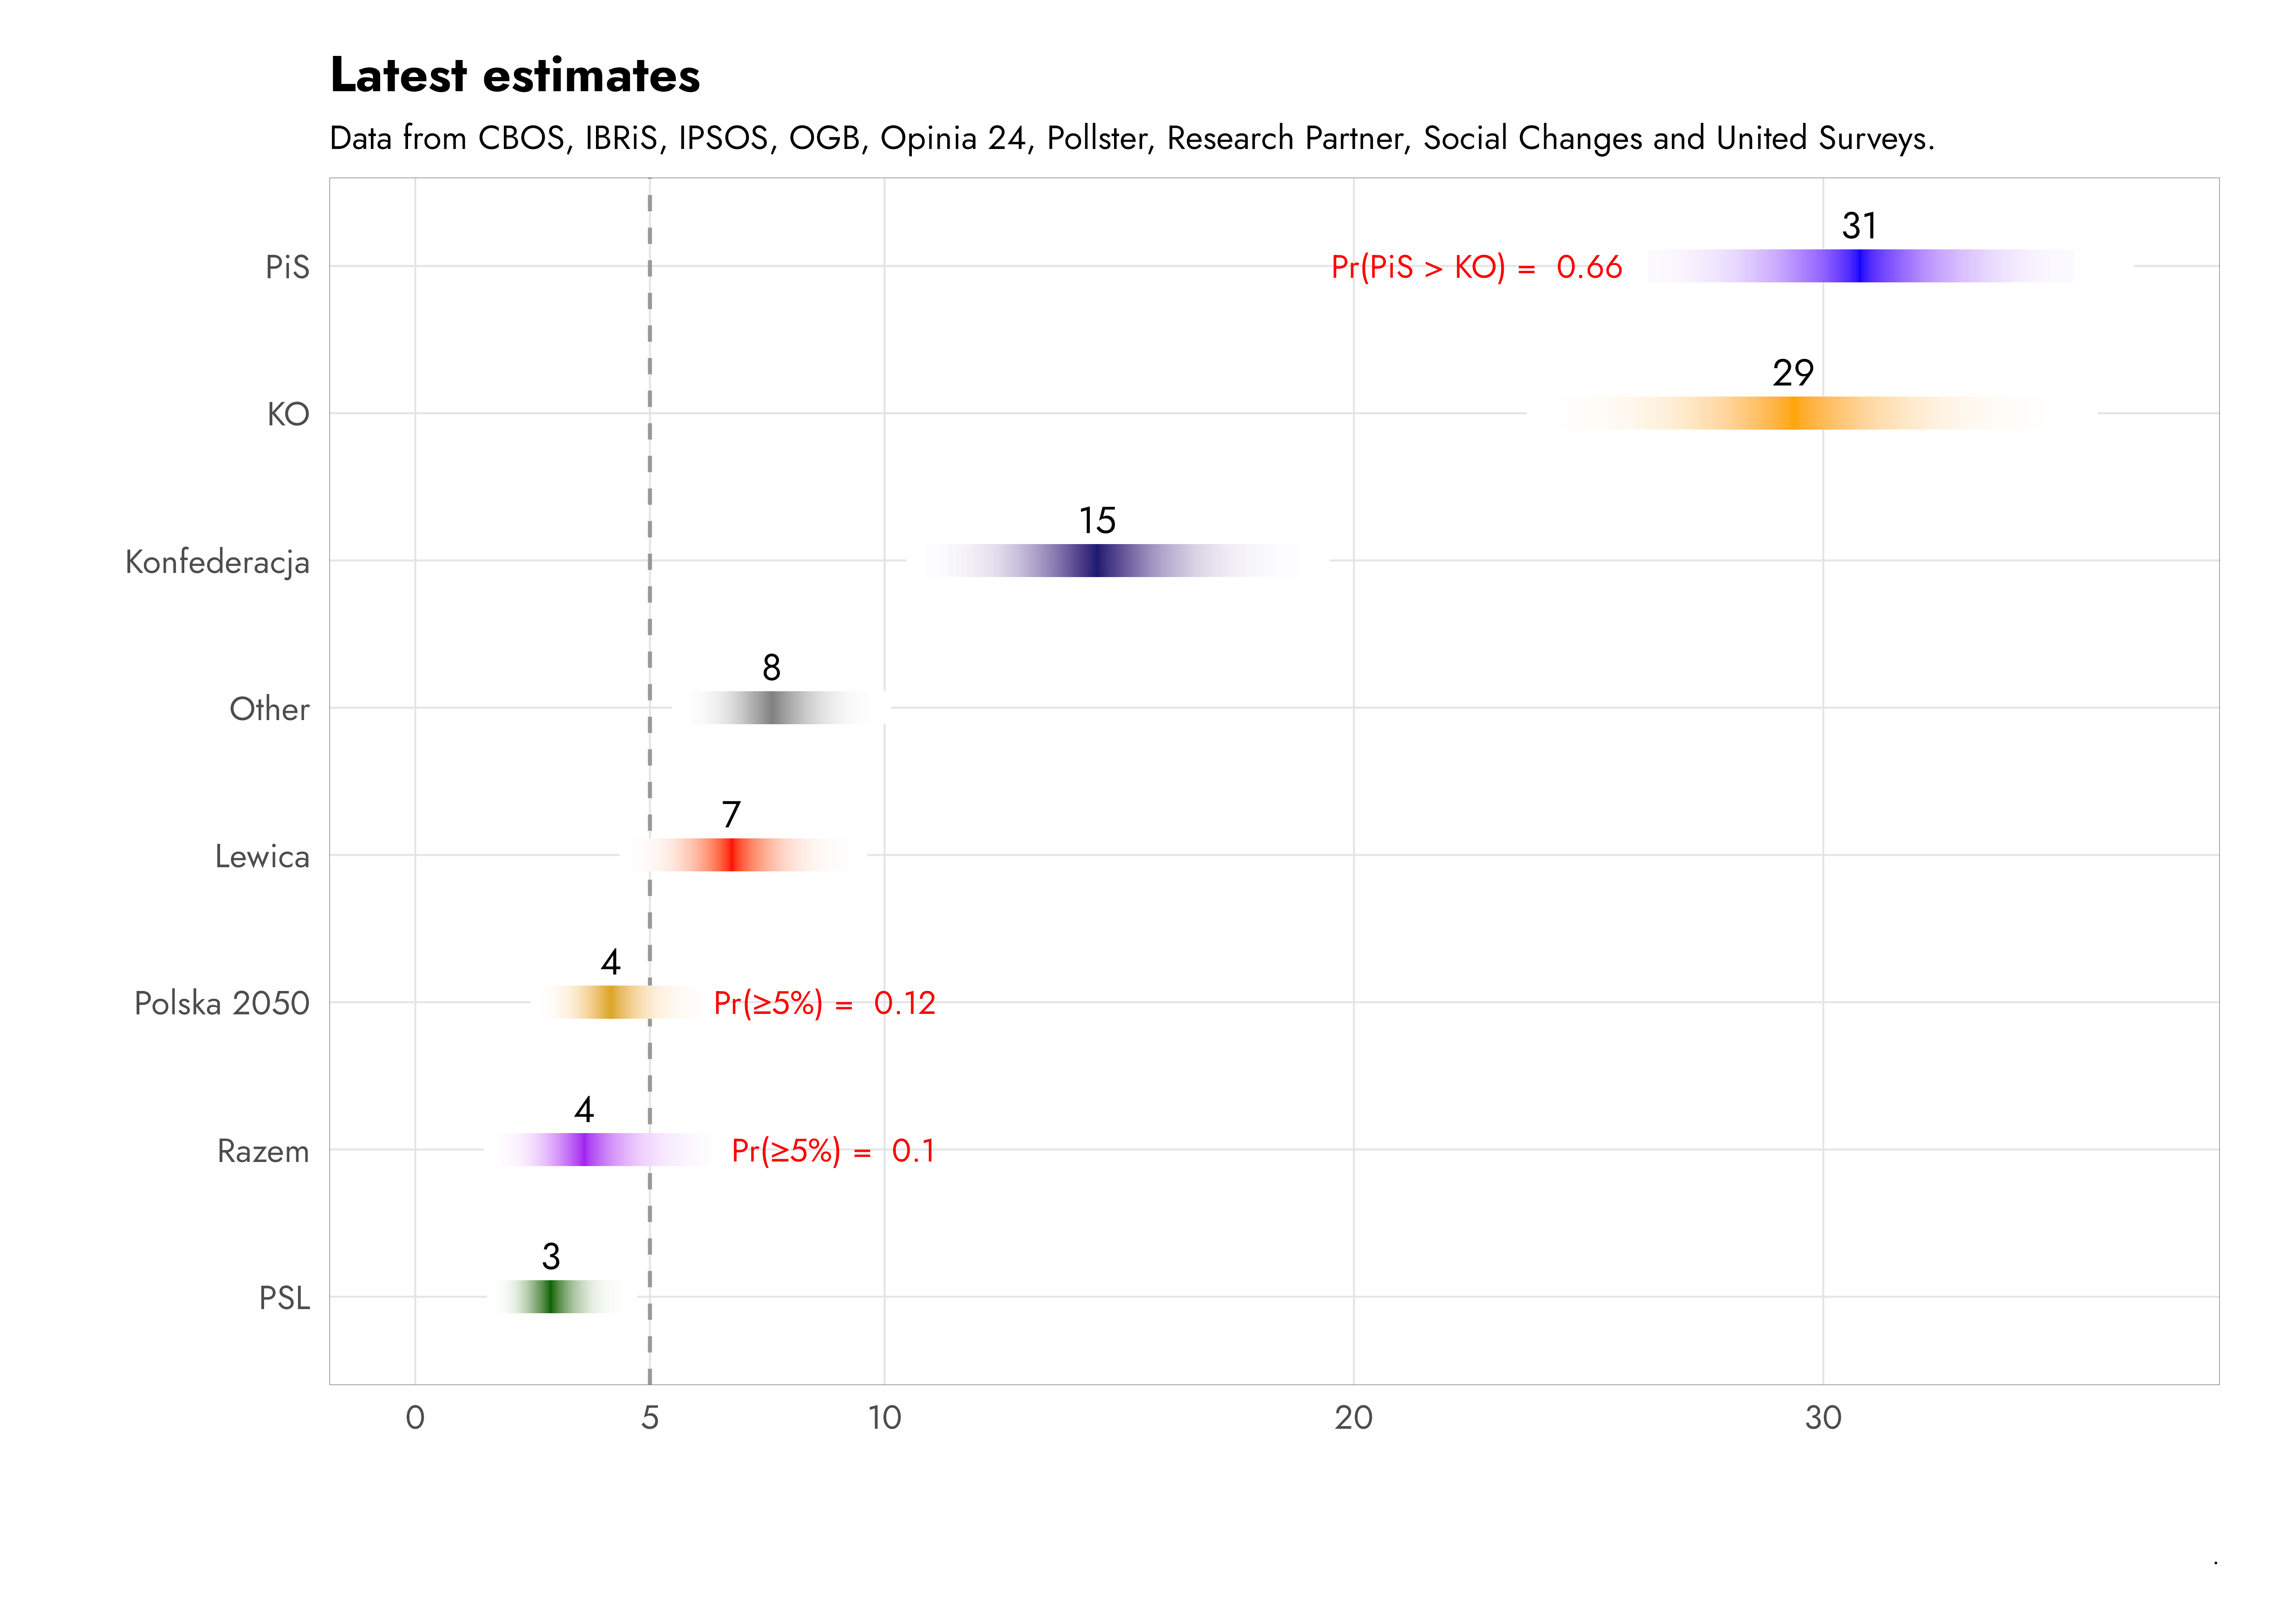 Latest estimates
Data from CBOS, IBRiS, IPSOS, OGB, Opinia 24, Pollster, Research Partner, Social Changes and United Surveys.
31
PiS
Pr(PiS > KO) = 0.66
29
KO
15
Konfederacja
8
Other
7
Lewica
4
Polska 2050
Pr(≥5%) = 0.12
4
Razem
Pr(≥5%) = 0.1
3
PSL
0 5 10 20 30
.